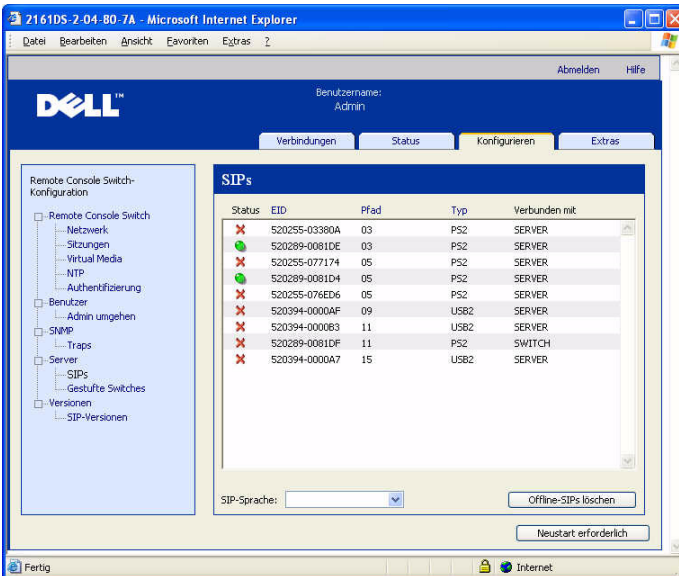 2161DS-2-04-80-7A - Microsoft Internet Explorer
Datei Bearbeiten Ansicht Favoriten Extras ?
Abmelden Hilfe
DELL™
Benutzername:
Admin
Verbindungen Status Konfigurieren Extras
Remote Console Switch-
Konfiguration
Remote Console Switch
Netzwerk
Sitzungen
Virtual Media
NTP
Authentifizierung
Benutzer
Admin umgehen
SNMP
Traps
Server
SIPs
Gestufte Switches
Versionen
SIP-Versionen
SIPs
Status EID Pfad Typ Verbunden mit
520255-03380A 03 PS2 SERVER
520289-0081DE 03 PS2 SERVER
520255-077174 05 PS2 SERVER
520289-0081D4 05 PS2 SERVER
520255-076ED6 05 PS2 SERVER
520394-0000AF 09 USB2 SERVER
520394-0000B3 11 USB2 SERVER
520289-0081DF 11 PS2 SWITCH
520394-0000A7 15 USB2 SERVER
SIP-Sprache:
Offline-SIPs löschen
Neustart erforderlich
Fertig
Internet